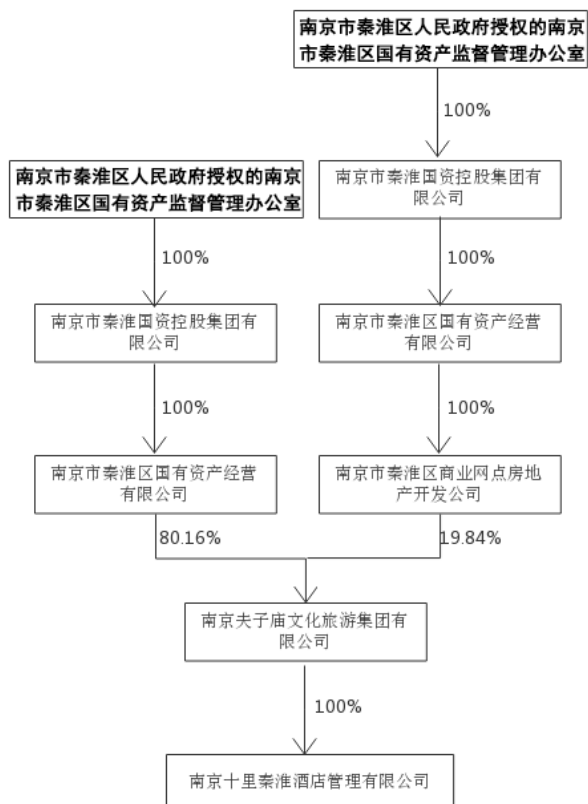 南京市秦淮区人民政府授权的南京
市秦淮区国有资产监督管理办公室
100%
南京市秦淮国资控股集团有
限公司
南京市秦淮区人民政府授权的南京
市秦淮区国有资产监督管理办公室
100%
100%
南京市秦淮国资控股集团有
限公司
南京市秦淮区国有资产经营
有限公司
100%
100%
南京市秦淮区国有资产经营
有限公司
南京市秦淮区商业网点房地
产开发公司
80.16%
19.84%
南京夫子庙文化旅游集团有
限公司
100%
南京十里秦淮酒店管理有限公司